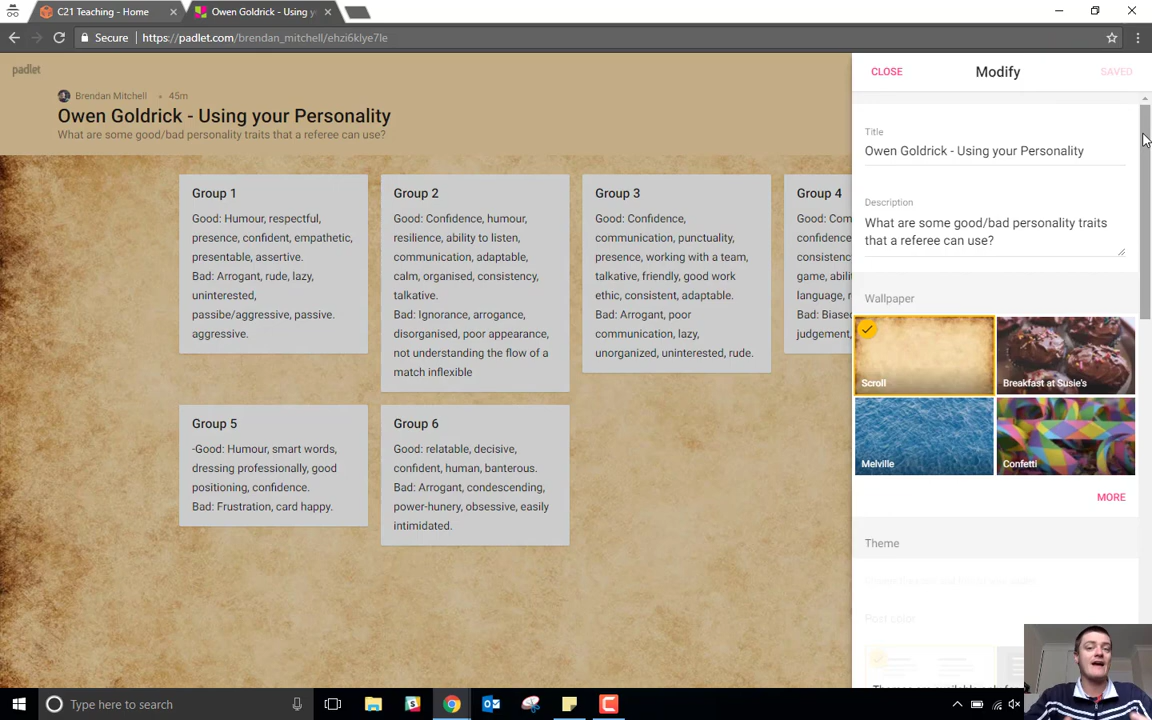 C21 Teaching - Home
Owen Goldrick - Using y
Secure
https://padlet.com/brendan_mitchell/ehzi6klye7le
padlet
Brendan Mitchell • 45m
Owen Goldrick - Using your Personality
What are some good/bad personality traits that a referee can use?
Group 1
Good: Humour, respectful,
presence, confident, empathetic,
presentable, assertive.
Bad: Arrogant, rude, lazy,
uninterested,
passibe/aggressive, passive.
aggressive.
Group 2
Good: Confidence, humour,
resilience, ability to listen,
communication, adaptable,
calm, organised, consistency,
talkative.
Bad: Ignorance, arrogance,
disorganised, poor appearance,
not understanding the flow of a
match inflexible
Group 3
Good: Confidence,
communication, punctuality,
presence, working with a team,
talkative, friendly, good work
ethic, consistent, adaptable.
Bad: Arrogant, poor
communication, lazy,
unorganized, uninterested, rude.
Group 4
Good: Com
confidence
consistenc
game, abili
language, r
Bad: Biase
judgement,
Group 5
-Good: Humour, smart words,
dressing professionally, good
positioning, confidence.
Bad: Frustration, card happy.
Group 6
Good: relatable, decisive,
confident, human, banterous.
Bad: Arrogant, condescending,
power-hunery, obsessive, easily
intimidated.
CLOSE
Modify
SAVED
Title
Owen Goldrick - Using your Personality
Description
What are some good/bad personality traits
that a referee can use?
Wallpaper
Scroll
Breakfast at Susie's
Melville
Confetti
MORE
Theme
Post color
Themes are available only for
Type here to search